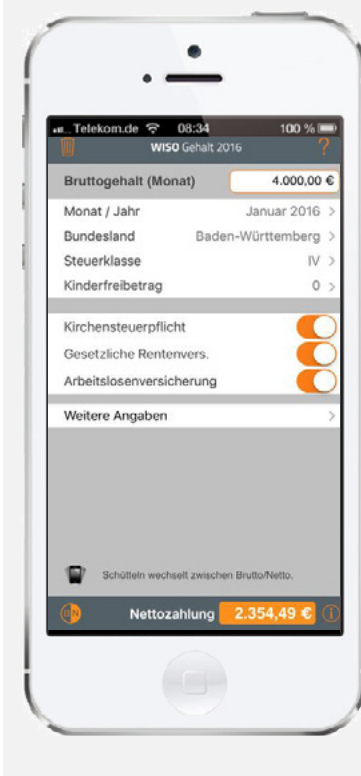 Telekom.de 08:34 100 %
WISO Gehalt 2016 ?
Bruttogehalt (Monat) 4.000,00 €
Monat / Jahr Januar 2016 >
Bundesland Baden-Württemberg >
Steuerklasse IV >
Kinderfreibetrag 0 >
Kirchensteuerpflicht
Gesetzliche Rentenvers.
Arbeitslosenversicherung
Weitere Angaben >
Schütteln wechselt zwischen Brutto/Netto.
B N Nettozahlung 2.354,49 € i